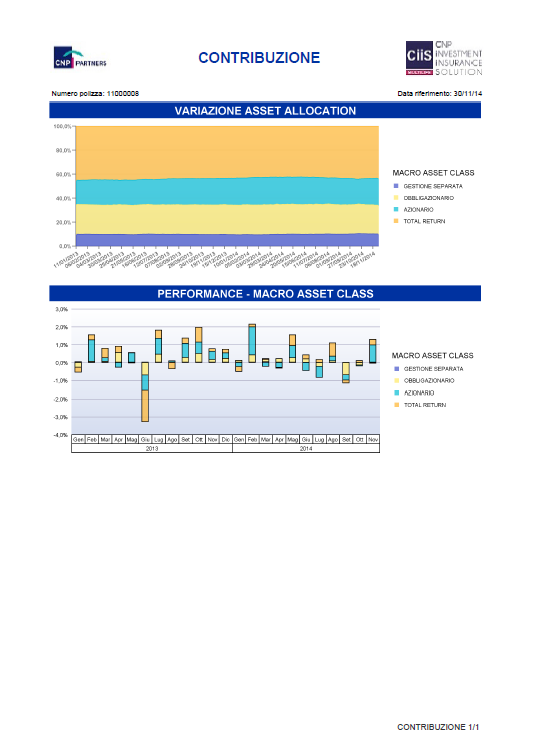 CNP PARTNERS
CONTRIBUZIONE
CiiS CNP INVESTMENT INSURANCE SOLUTION
Numero polizza: 11000008
Data riferimento: 30/11/14
VARIAZIONE ASSET ALLOCATION
100,0%
80,0%
60,0%
40,0%
20,0%
0,0%
MACRO ASSET CLASS
GESTIONE SEPARATA
OBBLIGAZIONARIO
AZIONARIO
TOTAL RETURN
PERFORMANCE - MACRO ASSET CLASS
3,0%
2,0%
1,0%
0,0%
-1,0%
-2,0%
-3,0%
-4,0%
Gen Feb Mar Apr Mag Giu Lug Ago Set Ott Nov Dic Gen Feb Mar Apr Mag Giu Lug Ago Set Ott Nov
2013 2014
MACRO ASSET CLASS
GESTIONE SEPARATA
OBBLIGAZIONARIO
AZIONARIO
TOTAL RETURN
CONTRIBUZIONE 1/1